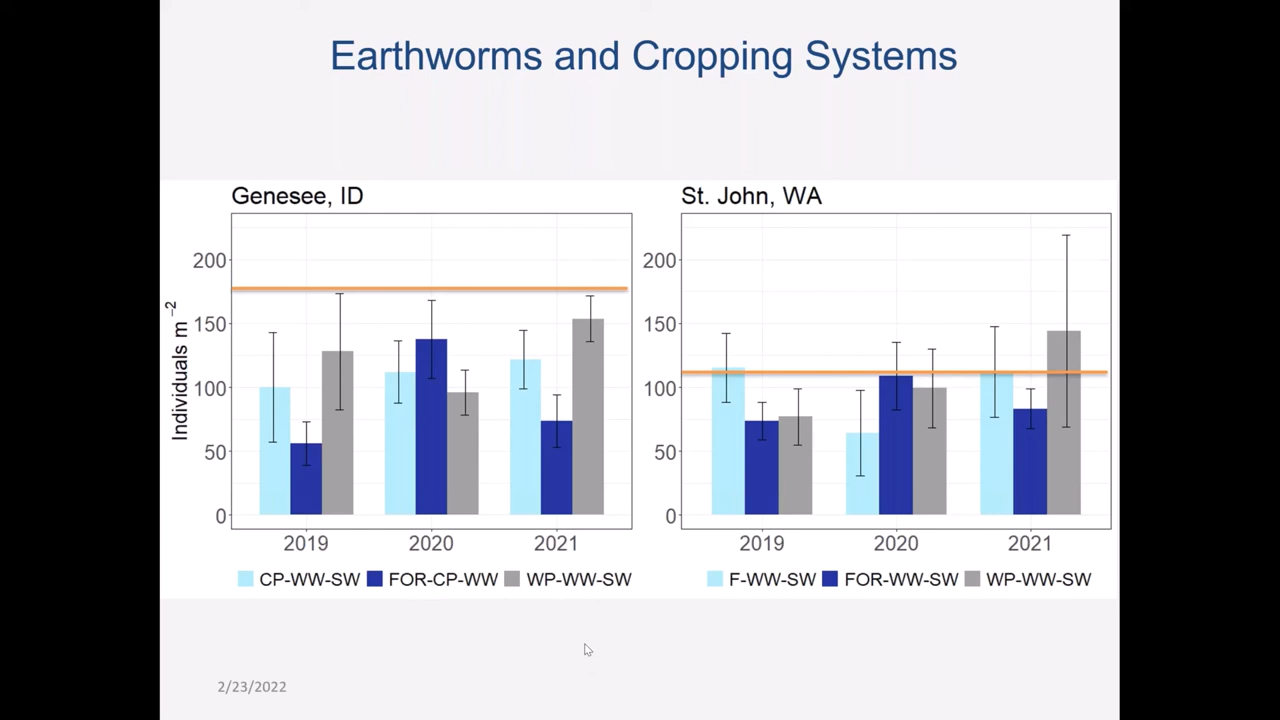 Earthworms and Cropping Systems
Genesee, ID
Individuals m⁻²
200
150
100
50
0
2019 2020 2021
CP-WW-SW FOR-CP-WW WP-WW-SW
St. John, WA
200
150
100
50
0
2019 2020 2021
F-WW-SW FOR-WW-SW WP-WW-SW
2/23/2022